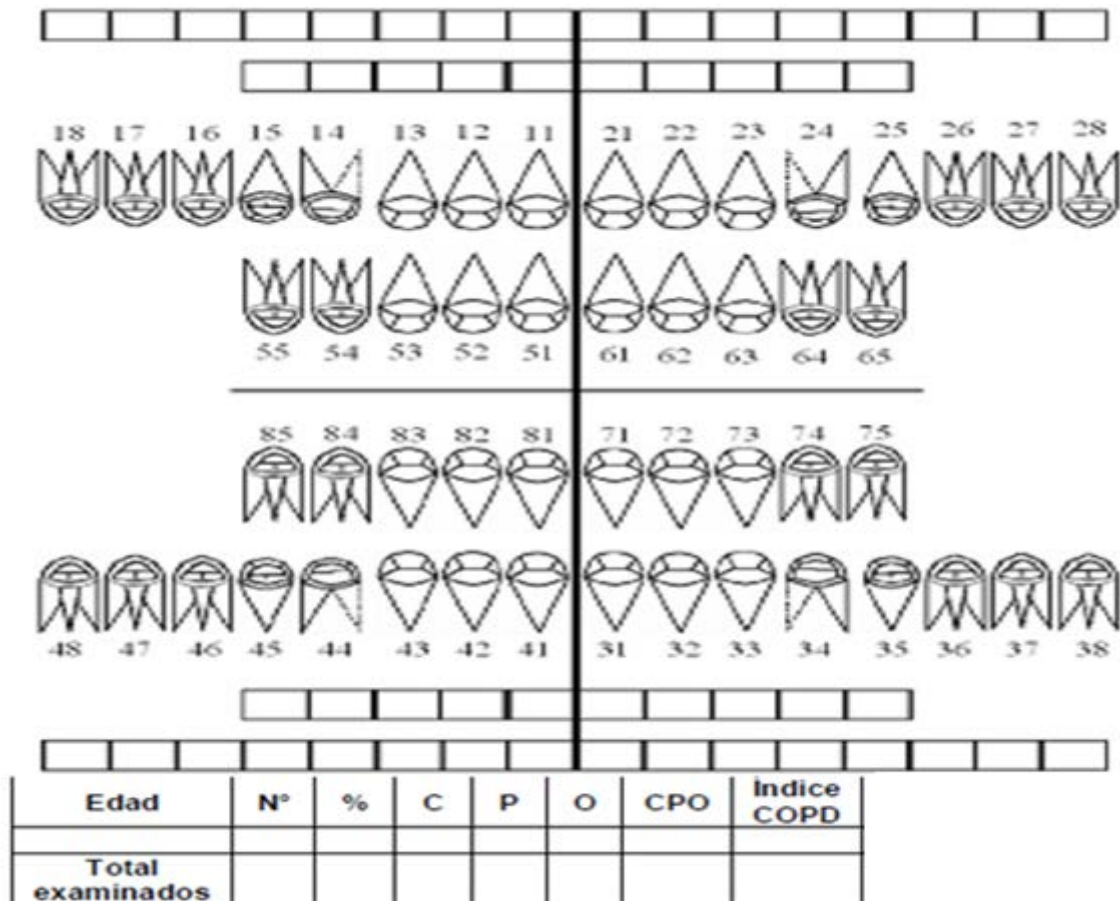 18 17 16 15 14 13 12 11 21 22 23 24 25 26 27 28
55 54 53 52 51 61 62 63 64 65
85 84 83 82 81 71 72 73 74 75
48 47 46 45 44 43 42 41 31 32 33 34 35 36 37 38
Edad N° % C P O CPO Índice COPD
Total examinados